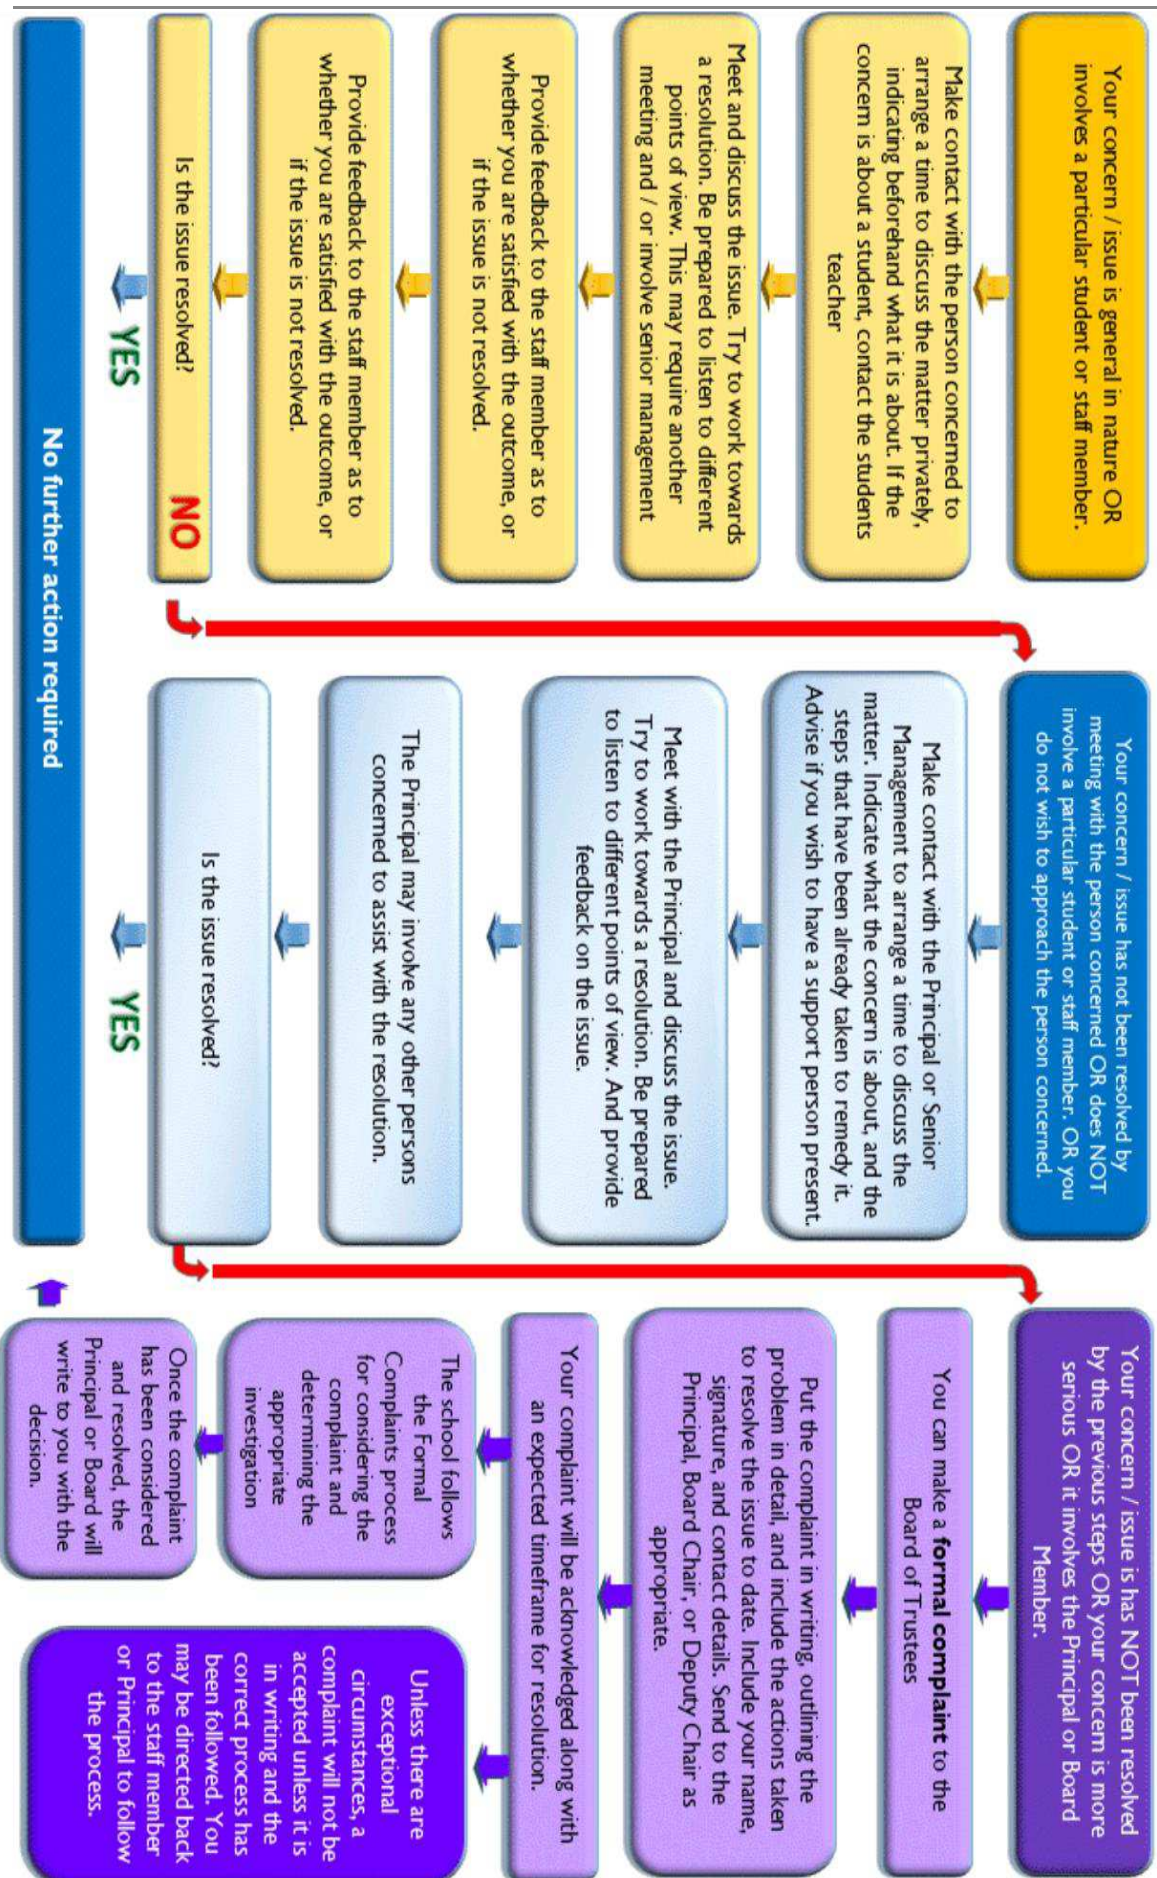 Your concern / issue is general in nature OR
involves a particular student or staff member.
Make contact with the person concerned to
arrange a time to discuss the matter privately,
indicating beforehand what it is about. If the
concern is about a student, contact the students
teacher
Meet and discuss the issue. Try to work towards
a resolution. Be prepared to listen to different
points of view. This may require another
meeting and / or involve senior management
Provide feedback to the staff member as to
whether you are satisfied with the outcome, or
if the issue is not resolved.
Provide feedback to the staff member as to
whether you are satisfied with the outcome, or
if the issue is not resolved.
Is the issue resolved?
NO
YES
Your concern / issue has not been resolved by
meeting with the person concerned OR does NOT
involve a particular student or staff member. OR you
do not wish to approach the person concerned.
Make contact with the Principal or Senior
Management to arrange a time to discuss the
matter. Indicate what the concern is about, and the
steps that have been already taken to remedy it.
Advise if you wish to have a support person present.
Meet with the Principal and discuss the issue.
Try to work towards a resolution. Be prepared
to listen to different points of view. And provide
feedback on the issue.
The Principal may involve any other persons
concerned to assist with the resolution.
Is the issue resolved?
YES
No further action required
Your concern / issue is has NOT been resolved
by the previous steps OR your concern is more
serious OR it involves the Principal or Board
Member.
You can make a formal complaint to the
Board of Trustees
Put the complaint in writing, outlining the
problem in detail, and include the actions taken
to resolve the issue to date. Include your name,
signature, and contact details. Send to the
Principal, Board Chair, or Deputy Chair as
appropriate.
Your complaint will be acknowledged along with
an expected timeframe for resolution.
The school follows
the Formal
Complaints process
for considering the
complaint and
determining the
appropriate
investigation
Once the complaint
has been considered
and resolved, the
Principal or Board will
write to you with the
decision.
Unless there are
exceptional
circumstances, a
complaint will not be
accepted unless it is
in writing and the
correct process has
been followed. You
may be directed back
to the staff member
or Principal to follow
the process.